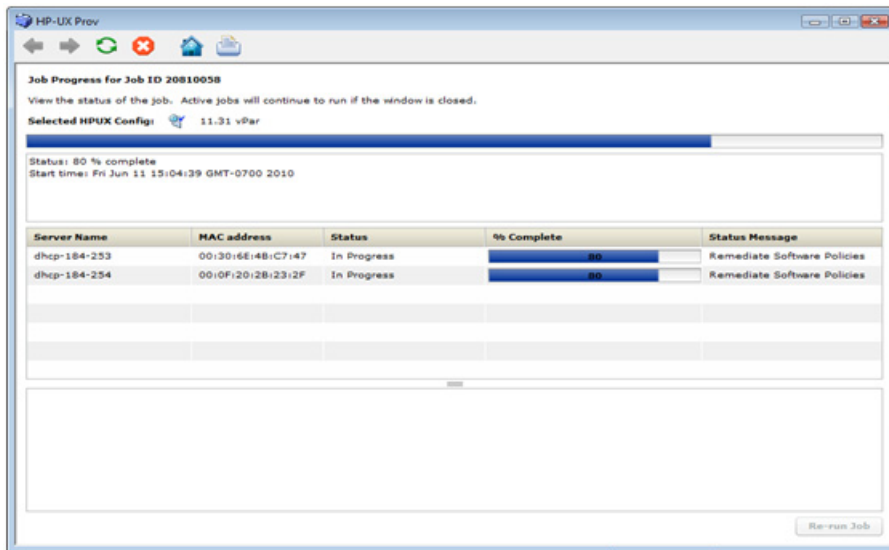 HP-UX Prov
Job Progress for Job ID 20810058
View the status of the job. Active jobs will continue to run if the window is closed.
Selected HPUX Config: 11.31 vPar
Status: 80 % complete
Start time: Fri Jun 11 15:04:39 GMT-0700 2010
Server Name MAC address Status % Complete Status Message
dhcp-184-253 00:30:6E:4B:C7:47 In Progress 80 Remediate Software Policies
dhcp-184-254 00:0F:20:2B:23:2F In Progress 80 Remediate Software Policies
Re-run Job